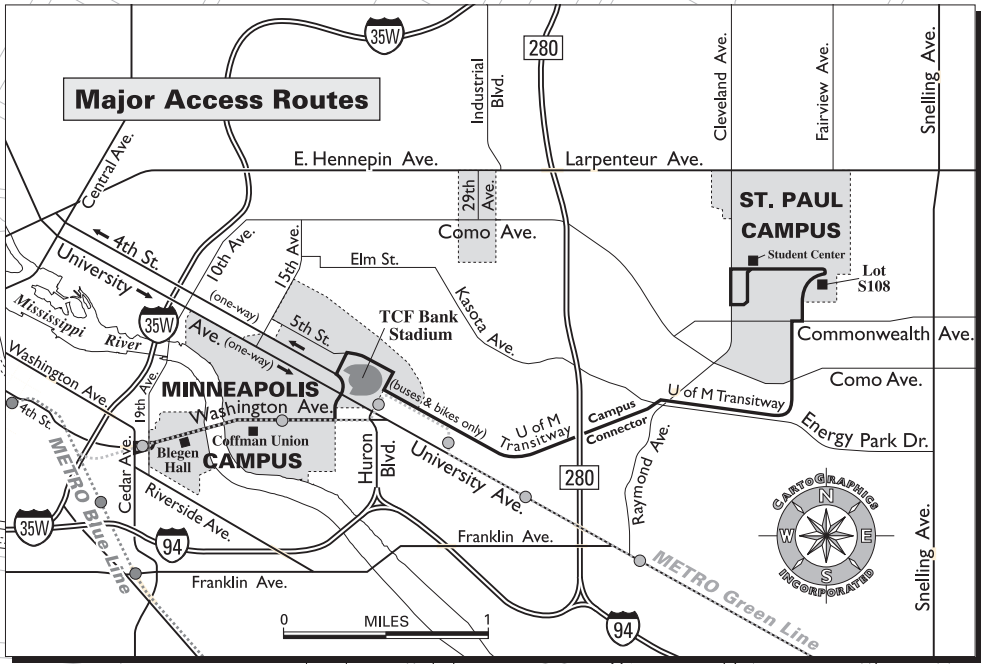 Major Access Routes
35W
280
Industrial
Blvd.
Cleveland Ave.
Fairview Ave.
Snelling Ave.
Central Ave.
E. Hennepin Ave.
Larpenteur Ave.
29th
Ave.
Como Ave.
ST. PAUL
CAMPUS
Student Center
Lot
S108
4th St.
University
Ave.
(one-way)
(one-way)
10th Ave.
15th Ave.
Elm St.
Kasota Ave.
5th St.
TCF Bank
Stadium
(buses & bikes only)
Mississippi
River
35W
Commonwealth Ave.
Como Ave.
Washington Ave.
4th St.
19th Ave.
MINNEAPOLIS
Washington Ave.
Coffman Union
Blegen
Hall
CAMPUS
U of M
Transitway
Campus
Connector
U of M Transitway
Energy Park Dr.
Cedar Ave.
Huron
Blvd.
University Ave.
280
Raymond Ave.
METRO Blue Line
Riverside Ave.
35W
94
Franklin Ave.
Franklin Ave.
METRO Green Line
CARTOGRAPHICS
N
W
E
S
INCORPORATED
Snelling Ave.
0
MILES
1
94